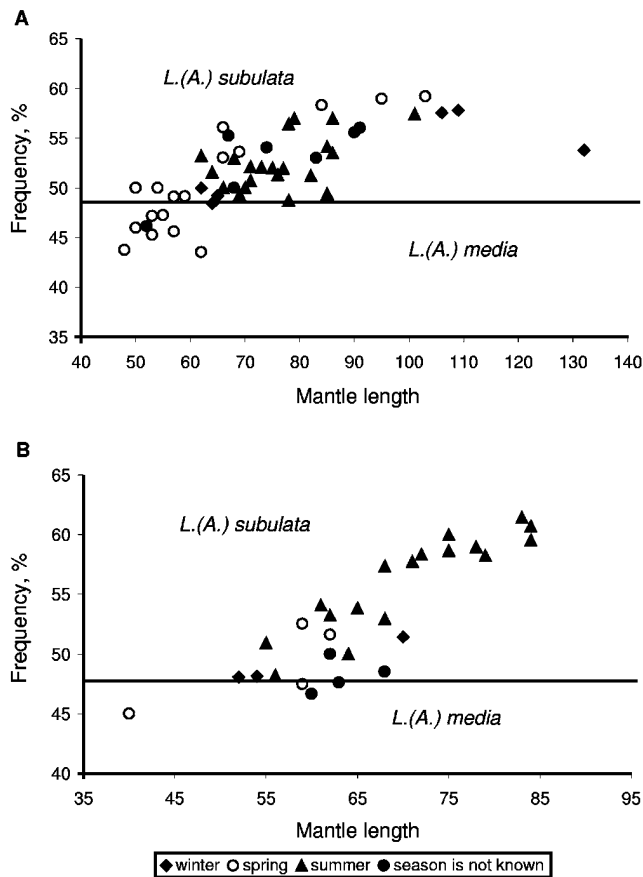 A
L.(A.) subulata
L.(A.) media
Frequency, %
65
60
55
50
45
40
35
40 50 60 70 80 90 100 110 120 130 140
Mantle length
B
L.(A.) subulata
L.(A.) media
Frequency, %
65
60
55
50
45
40
35 45 55 65 75 85 95
Mantle length
winter spring summer season is not known